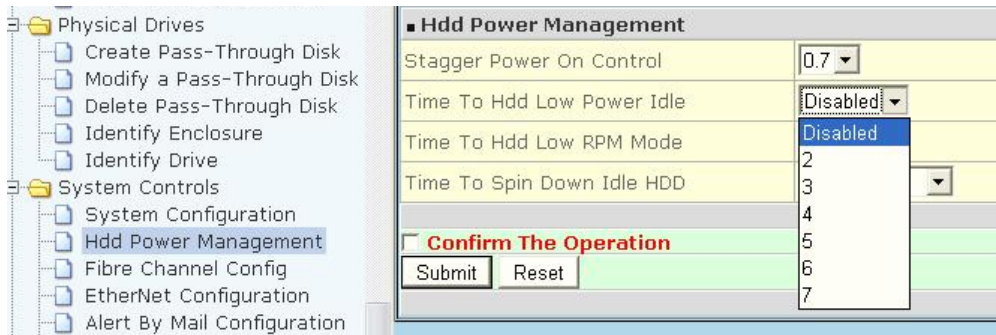 Physical Drives
Create Pass-Through Disk
Modify a Pass-Through Disk
Delete Pass-Through Disk
Identify Enclosure
Identify Drive
System Controls
System Configuration
Hdd Power Management
Fibre Channel Config
EtherNet Configuration
Alert By Mail Configuration
Hdd Power Management
Stagger Power On Control 0.7
Time To Hdd Low Power Idle Disabled
Time To Hdd Low RPM Mode
Time To Spin Down Idle HDD
Disabled
2
3
4
5
6
7
Confirm The Operation
Submit Reset